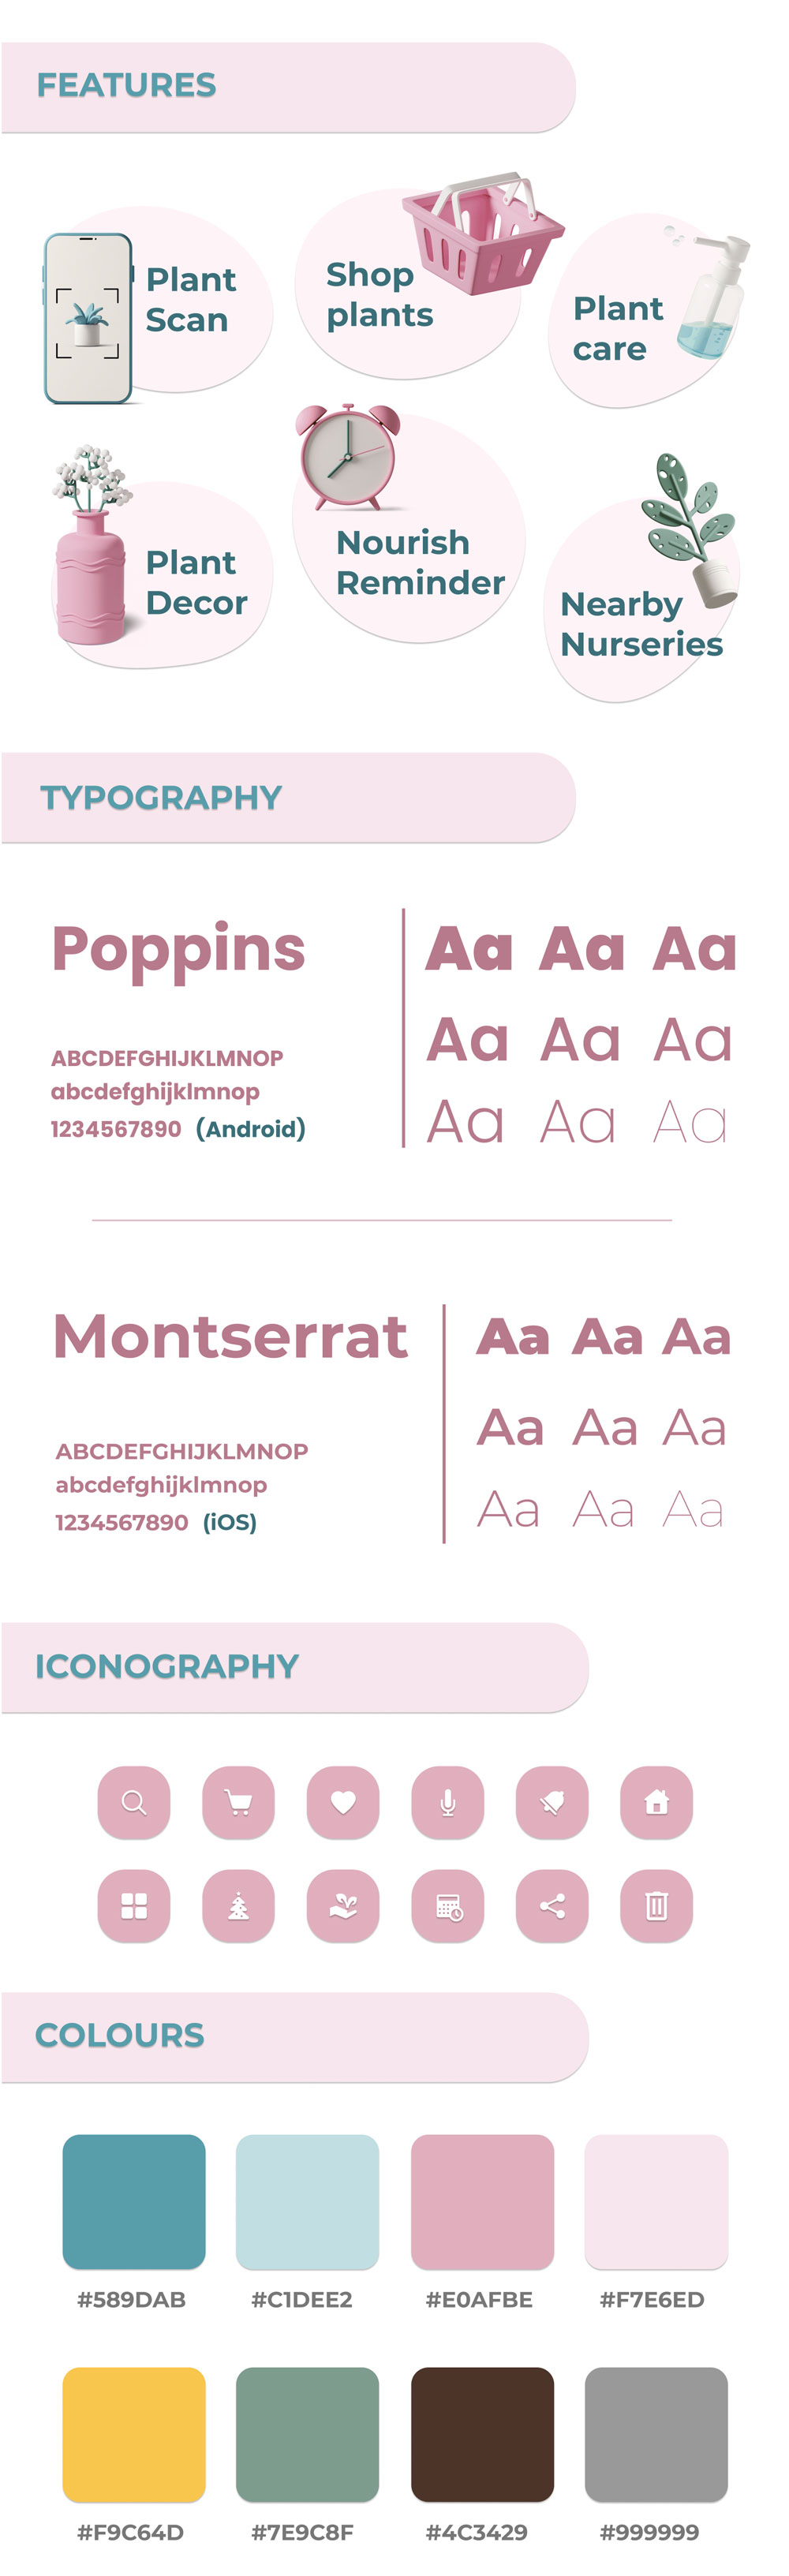 FEATURES
Plant
Scan
Shop
plants
Plant
care
Plant
Decor
Nourish
Reminder
Nearby
Nurseries
TYPOGRAPHY
Poppins
Aa Aa Aa
Aa Aa Aa
Aa Aa Aa
ABCDEFGHIJKLMNOP
abcdefghijklmnop
1234567890 (Android)
Montserrat
Aa Aa Aa
Aa Aa Aa
Aa Aa Aa
ABCDEFGHIJKLMNOP
abcdefghijklmnop
1234567890 (iOS)
ICONOGRAPHY
COLOURS
#589DAB #C1DEE2 #E0AFBE #F7E6ED
#F9C64D #7E9C8F #4C3429 #999999